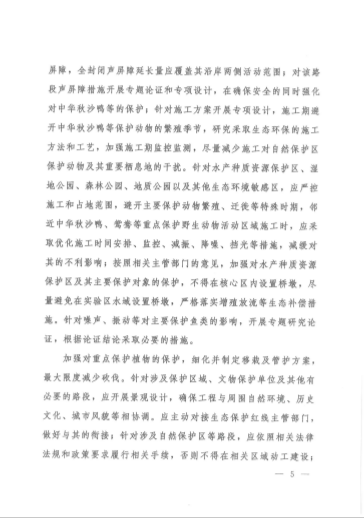 屏障，全封闭声屏障延长量应覆盖其沿岸两侧活动范围；对该路
段声屏障措施开展专题论证和专项设计，在确保安全的同时强化
对中华秋沙鸭等的保护；针对施工方案开展专项设计，施工期避
开中华秋沙鸭等保护动物的繁殖季节，研究采取生态环保的施工
方法和工艺，加强施工期监控监测，尽量减少施工对自然保护区
保护动物及其重要栖息地的干扰。针对水产种质资源保护区、湿
地公园、森林公园、地质公园以及其他生态环境敏感区，应严控
施工和占地范围，避开主要保护动物繁殖、迁徙等特殊时期，邻
近中华秋沙鸭、鸳鸯等重点保护野生动物活动区域施工时，应采
取优化施工时间安排、监控、减振、降噪、挡光等措施，减缓对
其的不利影响；按照相关主管部门的意见，加强对水产种质资源
保护区及其主要保护对象的保护，不得在核心区内设置桥墩，尽
量避免在实验区水域设置桥墩，严格落实增殖放流等生态补偿措
施。针对噪声、振动等对主要保护鱼类的影响，开展专题研究论
证，根据论证结论采取必要的措施。
加强对重点保护植物的保护，细化并制定移栽及管护方案，
最大限度减少砍伐。针对涉及保护区域、文物保护单位及其他有
必要的路段，应开展景观设计，确保工程与周围自然环境、历史
文化、城市风貌等相协调。应主动对接生态保护红线主管部门，
做好与其的衔接；针对涉及自然保护区等路段，应依照相关法律
法规和政策要求履行相关手续，否则不得在相关区域动工建设；
— 5 —